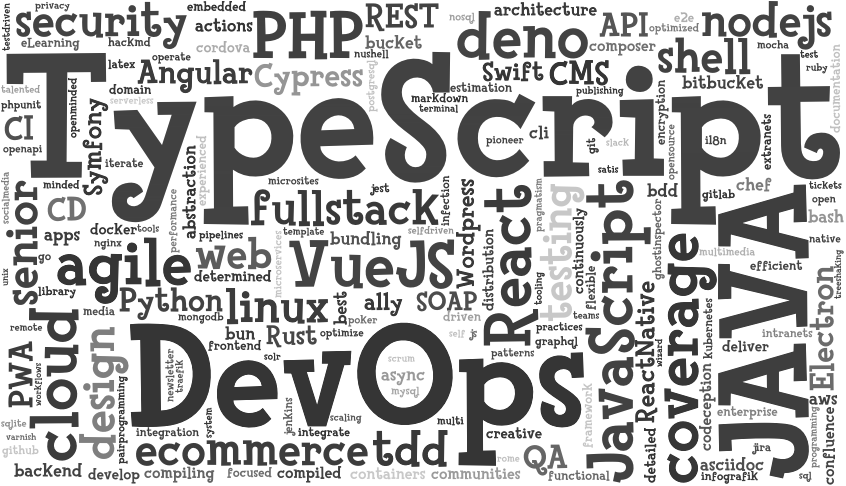 privacy
embedded
REST
nosql
architecture
API
e2e
optimized
nodejs
testdriven
security
actions
PHP
deno
composer
eLearning
hackmd
cordova
bucket
nushell
shell
mocha
test
ruby
latex
operate
Angular
Cypress
Swift
CMS
bitbucket
documentation
talented
domain
postgresql
estimation
publishing
encryption
phpunit
openminded
serverless
TypeScript
markdown
terminal
CI
openapi
Symfony
iterate
abstraction
experienced
pioneer
cli
git
slack
opensource
il8n
extranets
satis
socialmedia
minded
senior
CD
microsites
jest
fullstack
infection
React
pragmatism
testing
continuously
JavaScript
bdd
gitlab
chef
tickets
open
bash
apps
docker
tools
nginx
performance
pipelines
template
bundling
selfdriven
Wordpress
ghostinspector
multimedia
native
unix
go
agile
web
determined
microservices
VueJS
distribution
tooling
flexible
coverage
JAVA
efficient
treeshaking
library
Python
mongodb
linux
best
ally
SOAP
driven
teams
ReactNative
kubernetes
Electron
remote
media
cloud
design
bun
frontend
Rust
poker
optimize
self
js
practices
graphql
wizard
intranets
deliver
PWA
workflows
newsletter
traefik
solr
DevOps
scrum
async
mysql
patterns
codeception
sqlite
varnish
github
pairprogramming
integration
system
jenkins
scaling
integrate
multi
creative
framework
detailed
enterprise
aws
programming
confluence
ecommerce
tdd
QA
jira
backend
develop
compiling
focused
compiled
containers
communities
rome
functional
asciidoc
infografik
sql